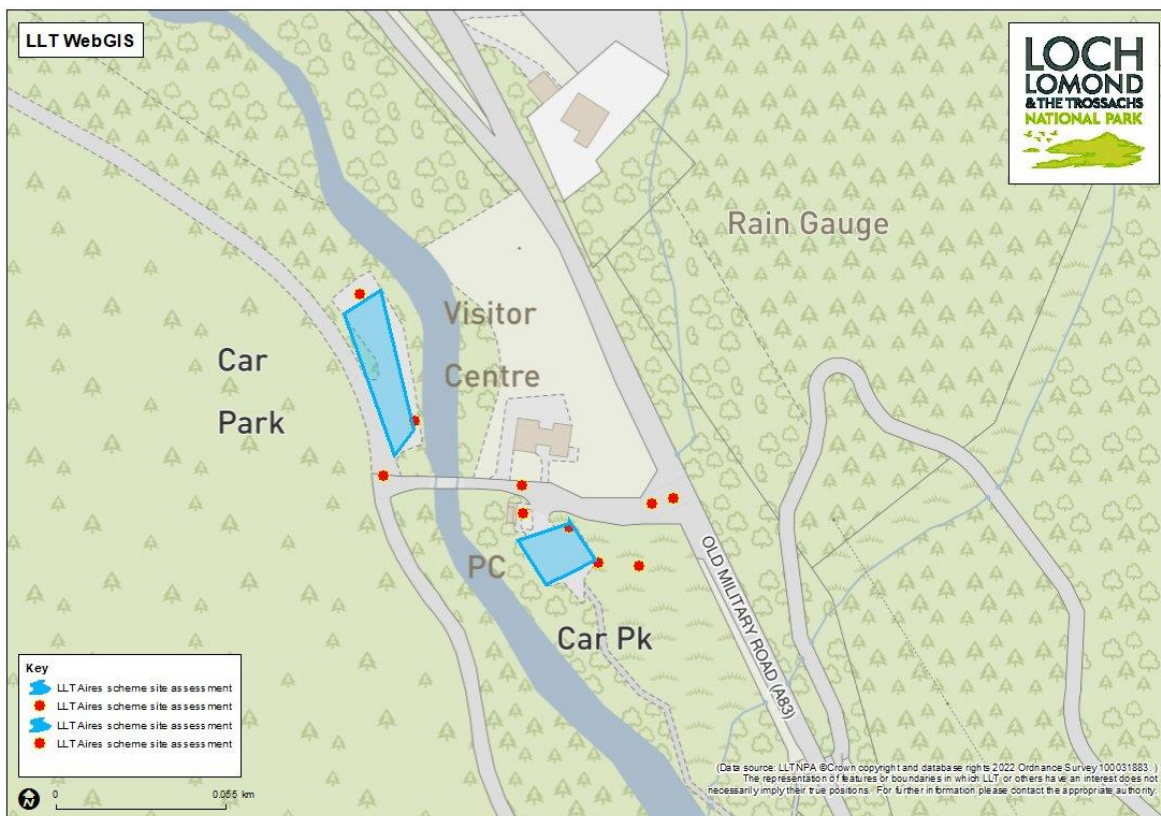 LLT WebGIS
LOCH
LOMOND
& THE TROSSACHS
NATIONAL PARK
Rain Gauge
Visitor
Centre
Car
Park
PC
Car Pk
OLD MILITARY ROAD (A83)
Key
LLT Aires scheme site assessment
LLT Aires scheme site assessment
LLT Aires scheme site assessment
LLT Aires scheme site assessment
N
0 0.055 km
(Data source: LLTNPA ©Crown copyright and database rights 2022 Ordnance Survey 100031883. )
The representation of features or boundaries in which LLT or others have an interest does not
necessarily imply their true positions. For further information please contact the appropriate authority.